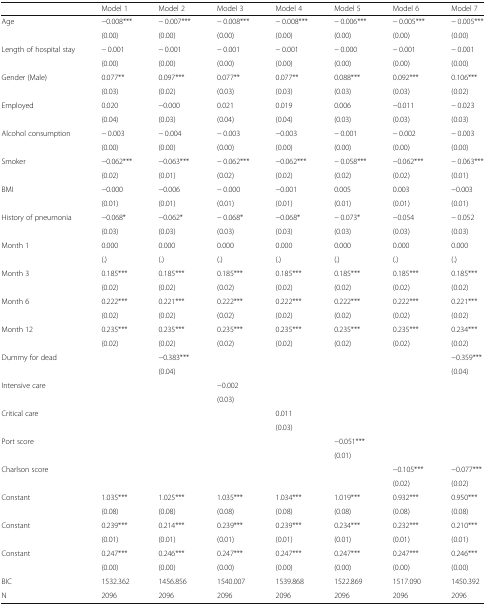 Model 1 Model 2 Model 3 Model 4 Model 5 Model 6 Model 7
Age −0.008*** − 0.007*** − 0.008*** − 0.008*** − 0.006*** − 0.005*** − 0.005***
(0.00) (0.00) (0.00) (0.00) (0.00) (0.00) (0.00)
Length of hospital stay − 0.001 − 0.001 − 0.001 − 0.001 − 0.000 − 0.001 − 0.001
(0.00) (0.00) (0.00) (0.00) (0.00) (0.00) (0.00)
Gender (Male) 0.077** 0.097*** 0.077** 0.077** 0.088*** 0.092*** 0.106***
(0.03) (0.02) (0.03) (0.03) (0.03) (0.03) (0.02)
Employed 0.020 −0.000 0.021 0.019 0.006 −0.011 − 0.023
(0.04) (0.03) (0.04) (0.04) (0.03) (0.03) (0.03)
Alcohol consumption − 0.003 − 0.004 − 0.003 −0.003 − 0.001 − 0.002 − 0.003
(0.00) (0.00) (0.00) (0.00) (0.00) (0.00) (0.00)
Smoker −0.062*** −0.063*** − 0.062*** −0.062*** − 0.058*** −0.062*** − 0.063***
(0.02) (0.01) (0.02) (0.02) (0.02) (0.02) (0.01)
BMI −0.000 −0.006 − 0.000 −0.001 0.005 0.003 −0.003
(0.01) (0.01) (0.01) (0.01) (0.01) (0.01) (0.01)
History of pneumonia −0.068* −0.062* − 0.068* −0.068* − 0.073* −0.054 − 0.052
(0.03) (0.03) (0.03) (0.03) (0.03) (0.03) (0.03)
Month 1 0.000 0.000 0.000 0.000 0.000 0.000 0.000
(.) (.) (.) (.) (.) (.) (.)
Month 3 0.185*** 0.185*** 0.185*** 0.185*** 0.185*** 0.185*** 0.185***
(0.02) (0.02) (0.02) (0.02) (0.02) (0.02) (0.02)
Month 6 0.222*** 0.221*** 0.222*** 0.222*** 0.222*** 0.222*** 0.221***
(0.02) (0.02) (0.02) (0.02) (0.02) (0.02) (0.02)
Month 12 0.235*** 0.235*** 0.235*** 0.235*** 0.235*** 0.235*** 0.234***
(0.02) (0.02) (0.02) (0.02) (0.02) (0.02) (0.02)
Dummy for dead −0.383*** −0.359***
(0.04) (0.04)
Intensive care −0.002
(0.03)
Critical care 0.011
(0.03)
Port score −0.051***
(0.01)
Charlson score −0.105*** −0.077***
(0.02) (0.02)
Constant 1.035*** 1.025*** 1.035*** 1.034*** 1.019*** 0.932*** 0.950***
(0.08) (0.08) (0.08) (0.08) (0.08) (0.08) (0.08)
Constant 0.239*** 0.214*** 0.239*** 0.239*** 0.234*** 0.232*** 0.210***
(0.01) (0.01) (0.01) (0.01) (0.01) (0.01) (0.01)
Constant 0.247*** 0.246*** 0.247*** 0.247*** 0.247*** 0.247*** 0.246***
(0.00) (0.00) (0.00) (0.00) (0.00) (0.00) (0.00)
BIC 1532.362 1456.856 1540.007 1539.868 1522.869 1517.090 1450.392
N 2096 2096 2096 2096 2096 2096 2096